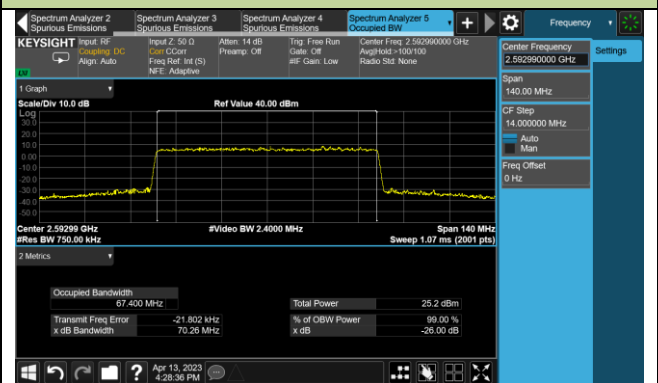 Spectrum Analyzer 2
Spurious Emissions
Spectrum Analyzer 3
Spurious Emissions
Spectrum Analyzer 4
Spurious Emissions
Spectrum Analyzer 5
Occupied BW
Frequency
KEYSIGHT
Input: RF
Coupling: DC
Align: Auto
Input Z: 50 Ω
Corr CCorr
Freq Ref: Int (S)
NFE: Adaptive
Atten: 14 dB
Preamp: Off
Trig: Free Run
Gate: Off
#IF Gain: Low
Center Freq: 2.592990000 GHz
Avg|Hold:>100/100
Radio Std: None
Center Frequency
2.592990000 GHz
Settings
Span
140.00 MHz
CF Step
14.000000 MHz
Auto
Man
Freq Offset
0 Hz
1 Graph
Scale/Div 10.0 dB
Ref Value 40.00 dBm
Log
30.0
20.0
10.0
0.00
-10.0
-20.0
-30.0
-40.0
-50.0
Center 2.59299 GHz
#Video BW 2.4000 MHz
Span 140 MHz
#Res BW 750.00 kHz
Sweep 1.07 ms (2001 pts)
2 Metrics
Occupied Bandwidth
67.400 MHz
Total Power
25.2 dBm
Transmit Freq Error
-21.802 kHz
% of OBW Power
99.00 %
x dB Bandwidth
70.26 MHz
x dB
-26.00 dB
Apr 13, 2023
4:28:36 PM